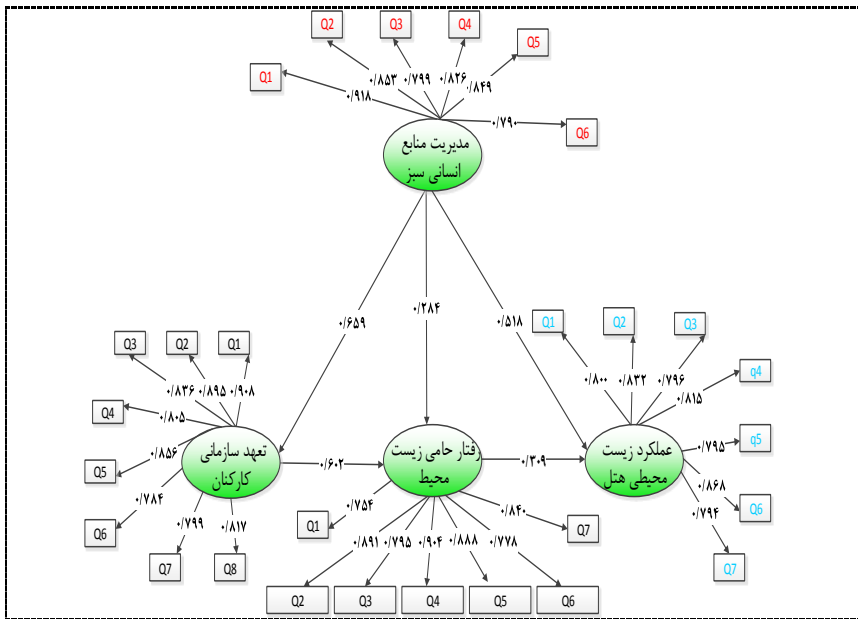 Q2
Q3
Q4
Q5
Q1
Q6
۰/۹۱۸
۰/۸۵۳
۰/۷۹۹
۰/۸۲۶
۰/۸۴۹
۰/۷۹۰
مدیریت منابع
انسانی سبز
۰/۶۵۹
۰/۲۸۴
۰/۵۱۸
Q3
Q2
Q1
Q4
Q5
Q6
Q7
Q8
۰/۸۳۶
۰/۸۹۵
۰/۹۰۸
۰/۸۰۵
۰/۸۵۶
۰/۷۸۴
۰/۷۹۹
۰/۸۱۷
تعهد سازمانی
کارکنان
۰/۶۰۲
رفتار حامی زیست
محیط
۰/۳۰۹
Q1
Q7
۰/۷۵۴
۰/۸۹۱
۰/۷۹۵
۰/۹۰۴
۰/۸۸۸
۰/۷۷۸
۰/۸۴۰
Q2
Q3
Q4
Q5
Q6
عملکرد زیست
محیطی هتل
Q1
Q2
Q3
q4
q5
Q6
Q7
۰/۸۰۰
۰/۸۳۲
۰/۷۹۶
۰/۸۱۵
۰/۷۹۵
۰/۸۶۸
۰/۷۹۴